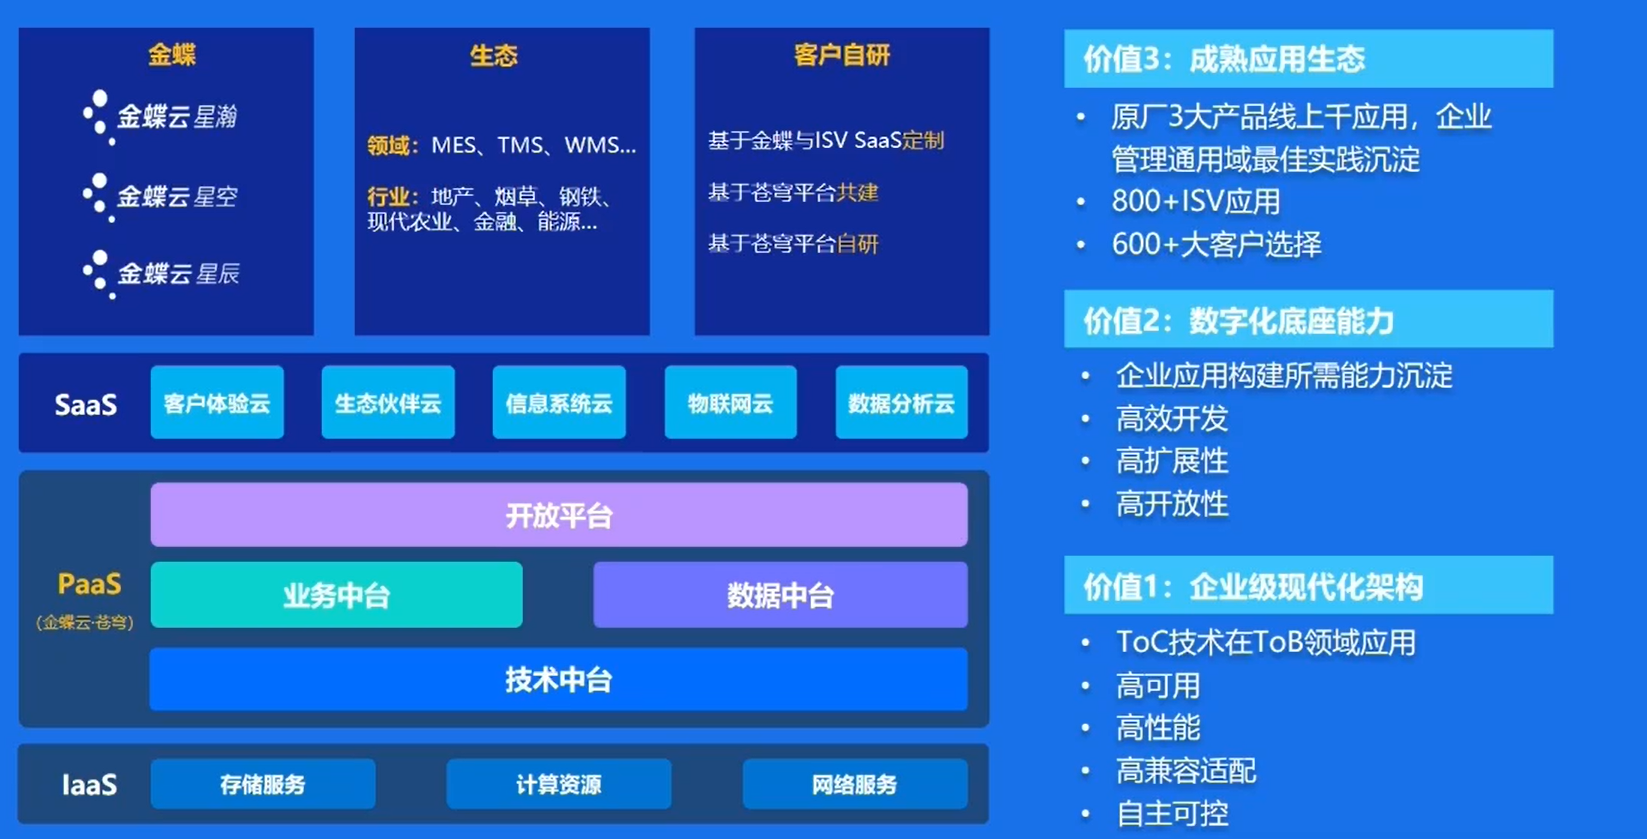 金蝶
金蝶云 星瀚
金蝶云 星空
金蝶云 星辰
生态
领域：MES、TMS、WMS...
行业：地产、烟草、钢铁、
现代农业、金融、能源...
客户自研
基于金蝶与ISV SaaS定制
基于苍穹平台共建
基于苍穹平台自研
SaaS
客户体验云
生态伙伴云
信息系统云
物联网云
数据分析云
PaaS
(金蝶云·苍穹)
开放平台
业务中台
数据中台
技术中台
IaaS
存储服务
计算资源
网络服务
价值3：成熟应用生态
• 原厂3大产品线上千应用，企业
管理通用域最佳实践沉淀
• 800+ISV应用
• 600+大客户选择
价值2：数字化底座能力
• 企业应用构建所需能力沉淀
• 高效开发
• 高扩展性
• 高开放性
价值1：企业级现代化架构
• ToC技术在ToB领域应用
• 高可用
• 高性能
• 高兼容适配
• 自主可控